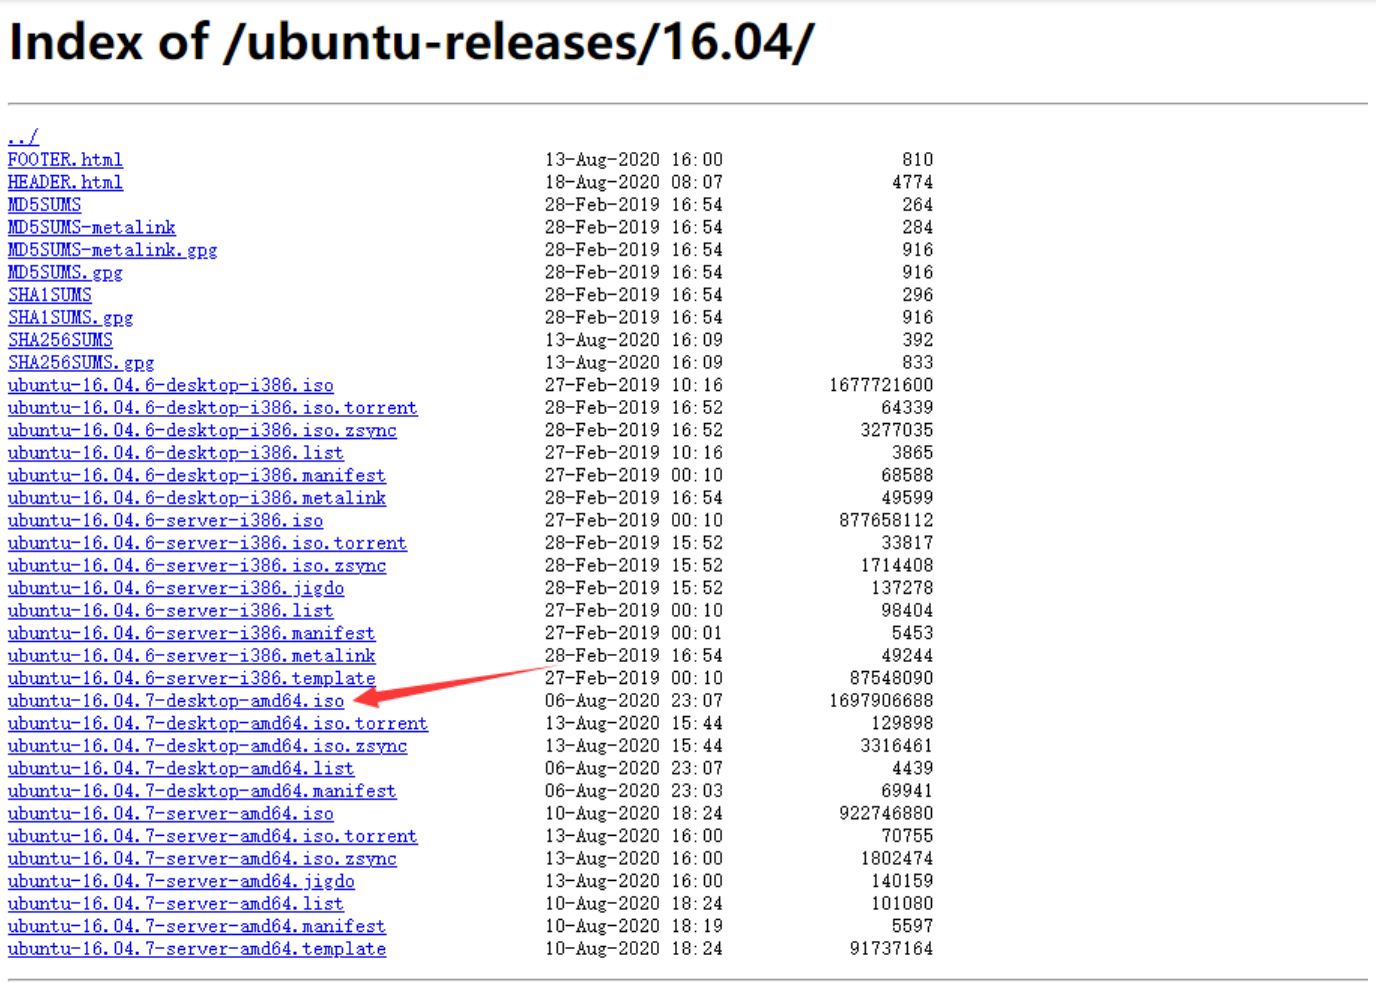 Index of /ubuntu-releases/16.04/
../
FOOTER.html 13-Aug-2020 16:00 810
HEADER.html 18-Aug-2020 08:07 4774
MD5SUMS 28-Feb-2019 16:54 264
MD5SUMS-metalink 28-Feb-2019 16:54 284
MD5SUMS-metalink.gpg 28-Feb-2019 16:54 916
MD5SUMS.gpg 28-Feb-2019 16:54 916
SHA1SUMS 28-Feb-2019 16:54 296
SHA1SUMS.gpg 28-Feb-2019 16:54 916
SHA256SUMS 13-Aug-2020 16:09 392
SHA256SUMS.gpg 13-Aug-2020 16:09 833
ubuntu-16.04.6-desktop-i386.iso 27-Feb-2019 10:16 1677721600
ubuntu-16.04.6-desktop-i386.iso.torrent 28-Feb-2019 16:52 64339
ubuntu-16.04.6-desktop-i386.iso.zsync 28-Feb-2019 16:52 3277035
ubuntu-16.04.6-desktop-i386.list 27-Feb-2019 10:16 3865
ubuntu-16.04.6-desktop-i386.manifest 27-Feb-2019 00:10 68588
ubuntu-16.04.6-desktop-i386.metalink 28-Feb-2019 16:54 49599
ubuntu-16.04.6-server-i386.iso 27-Feb-2019 00:10 877658112
ubuntu-16.04.6-server-i386.iso.torrent 28-Feb-2019 15:52 33817
ubuntu-16.04.6-server-i386.iso.zsync 28-Feb-2019 15:52 1714408
ubuntu-16.04.6-server-i386.jigdo 28-Feb-2019 15:52 137278
ubuntu-16.04.6-server-i386.list 27-Feb-2019 00:10 98404
ubuntu-16.04.6-server-i386.manifest 27-Feb-2019 00:01 5453
ubuntu-16.04.6-server-i386.metalink 28-Feb-2019 16:54 49244
ubuntu-16.04.6-server-i386.template 27-Feb-2019 00:10 87548090
ubuntu-16.04.7-desktop-amd64.iso 06-Aug-2020 23:07 1697906688
ubuntu-16.04.7-desktop-amd64.iso.torrent 13-Aug-2020 15:44 129898
ubuntu-16.04.7-desktop-amd64.iso.zsync 13-Aug-2020 15:44 3316461
ubuntu-16.04.7-desktop-amd64.list 06-Aug-2020 23:07 4439
ubuntu-16.04.7-desktop-amd64.manifest 06-Aug-2020 23:03 69941
ubuntu-16.04.7-server-amd64.iso 10-Aug-2020 18:24 922746880
ubuntu-16.04.7-server-amd64.iso.torrent 13-Aug-2020 16:00 70755
ubuntu-16.04.7-server-amd64.iso.zsync 13-Aug-2020 16:00 1802474
ubuntu-16.04.7-server-amd64.jigdo 13-Aug-2020 16:00 140159
ubuntu-16.04.7-server-amd64.list 10-Aug-2020 18:24 101080
ubuntu-16.04.7-server-amd64.manifest 10-Aug-2020 18:19 5597
ubuntu-16.04.7-server-amd64.template 10-Aug-2020 18:24 91737164